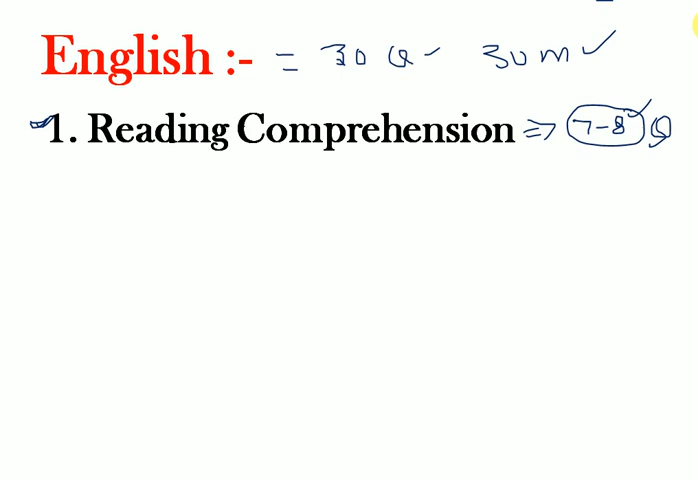 English :- = 30 Q 30 m
1. Reading Comprehension => 7-8 Q